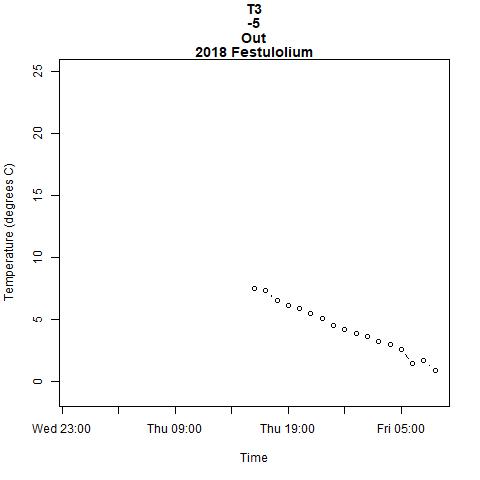 T3
-5
Out
2018 Festulolium
Temperature (degrees C)
25
20
15
10
5
0
Wed 23:00 Thu 09:00 Thu 19:00 Fri 05:00
Time